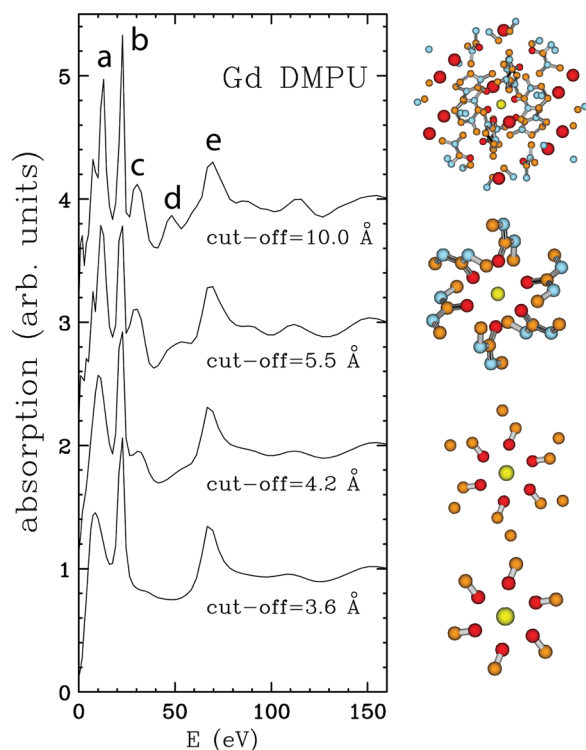 b
a
Gd DMPU
5
e
c
d
4
cut-off=10.0 Å
3
cut-off=5.5 Å
2
cut-off=4.2 Å
1
cut-off=3.6 Å
0
0 50 100 150
E (eV)
absorption (arb. units)